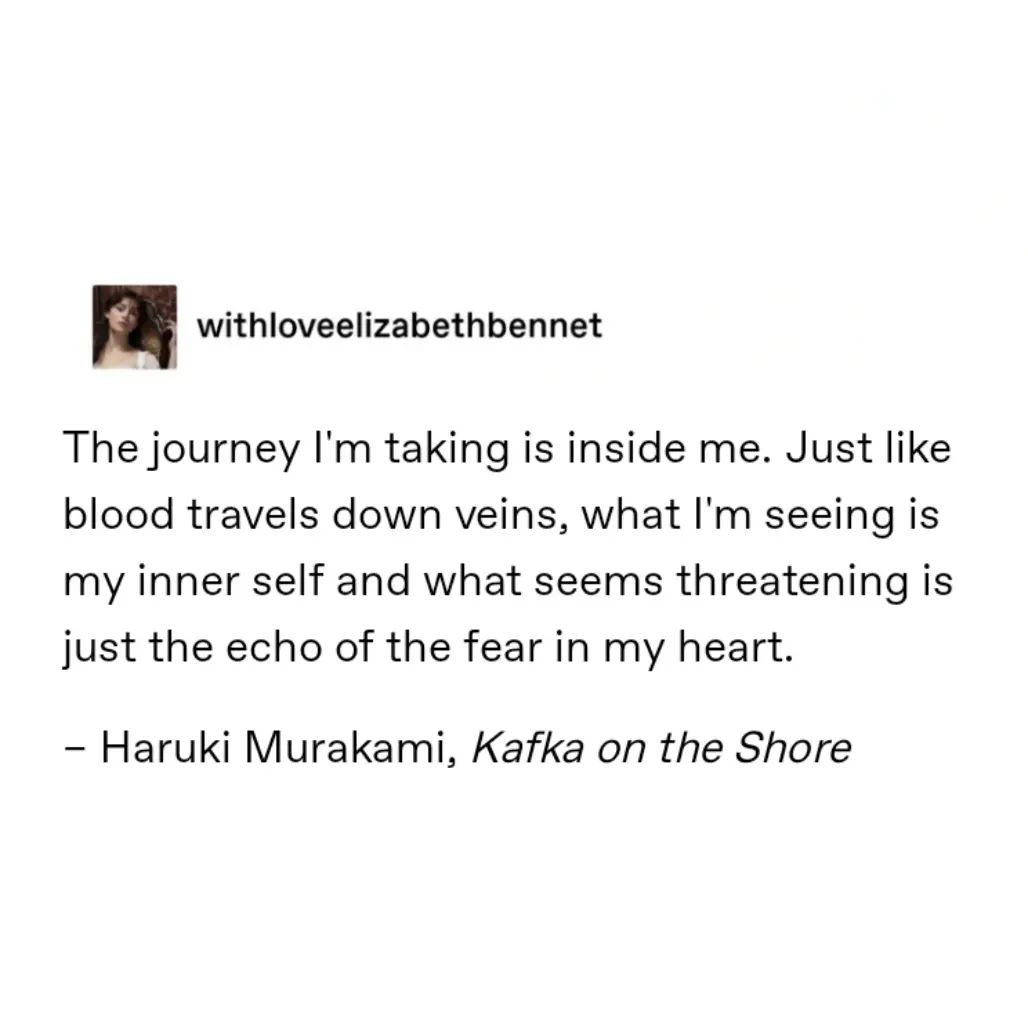 withloveelizabethbennet
The journey I'm taking is inside me. Just like
blood travels down veins, what I'm seeing is
my inner self and what seems threatening is
just the echo of the fear in my heart.
– Haruki Murakami, Kafka on the Shore